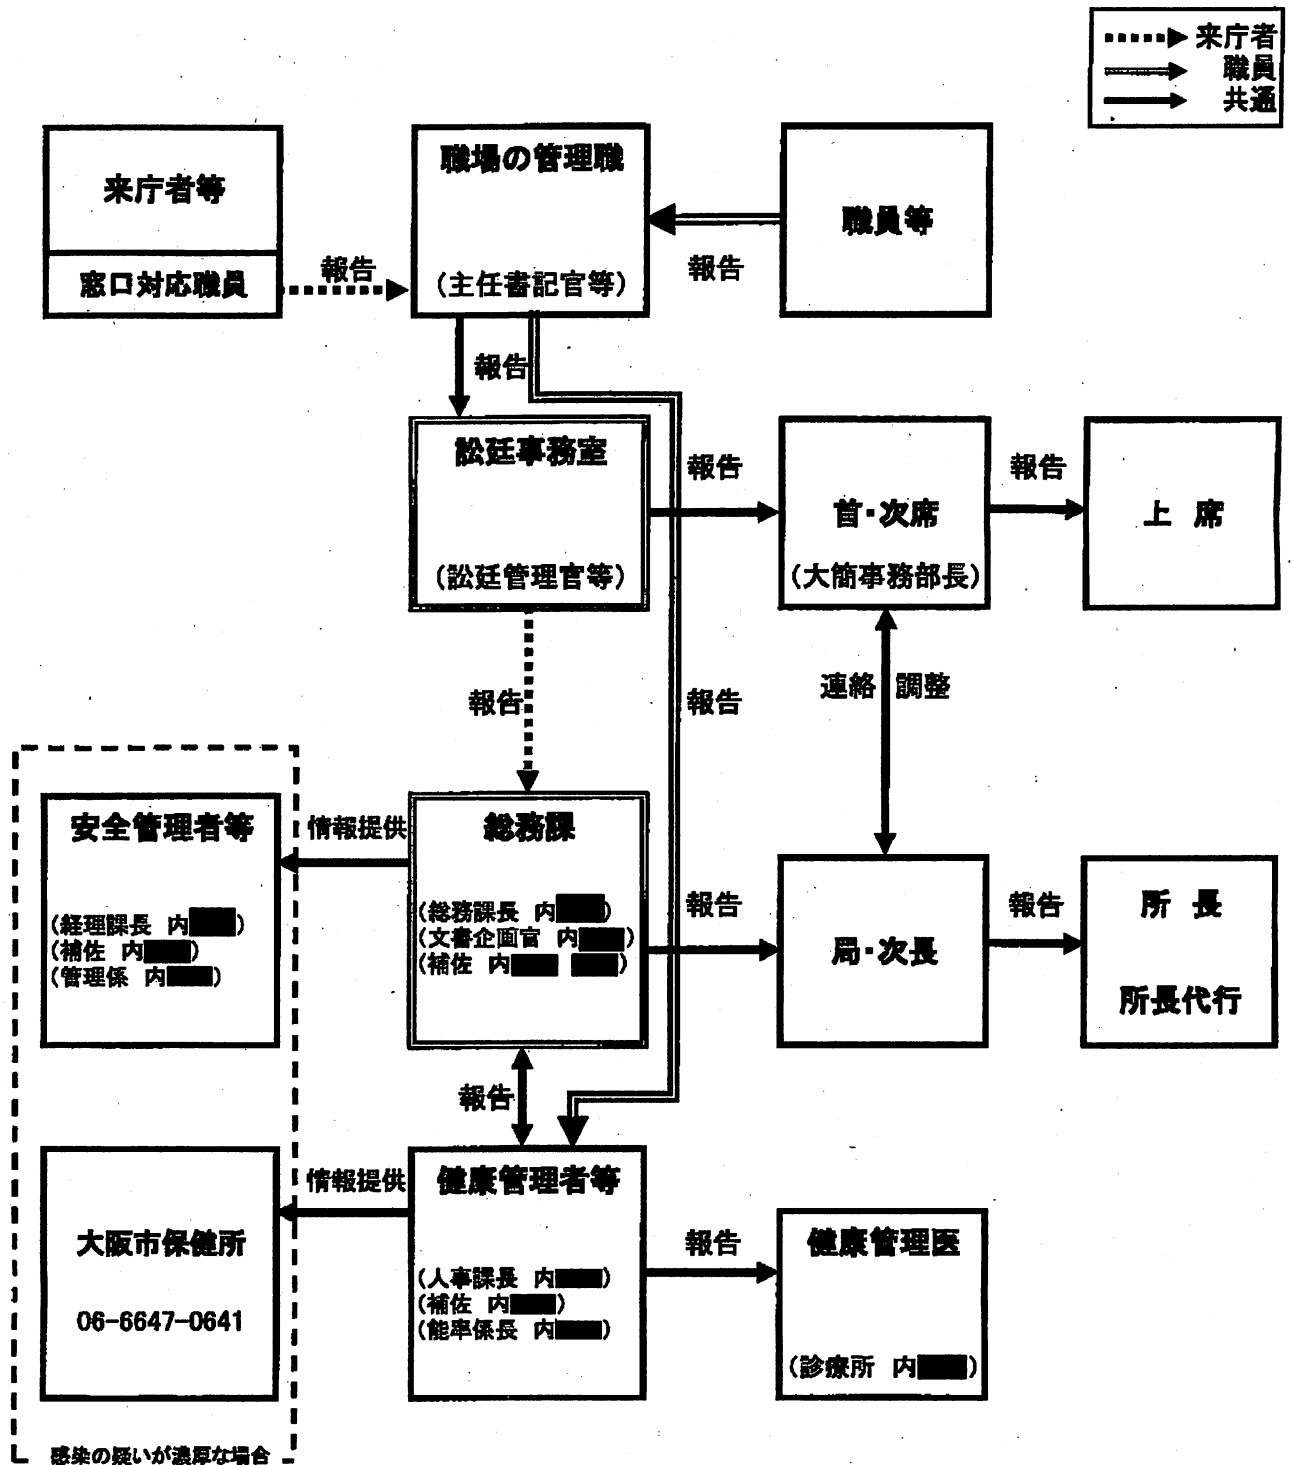 来庁者
職員
共通
来庁者等
窓口対応職員
報告
職場の管理職
(主任書記官等)
報告
職員等
報告
訟廷事務室
(訟廷管理官等)
報告
首・次席
(大簡事務部長)
報告
上 席
報告
報告
連絡 調整
安全管理者等
(経理課長 内 )
(補佐 内 )
(管理係 内 )
情報提供
総務課
(総務課長 内 )
(文書企画官 内 )
(補佐 内 )
報告
局・次長
報告
所 長
所長代行
報告
大阪市保健所
06-6647-0641
情報提供
健康管理者等
(人事課長 内 )
(補佐 内 )
(能率係長 内 )
報告
健康管理医
(診療所 内 )
感染の疑いが濃厚な場合